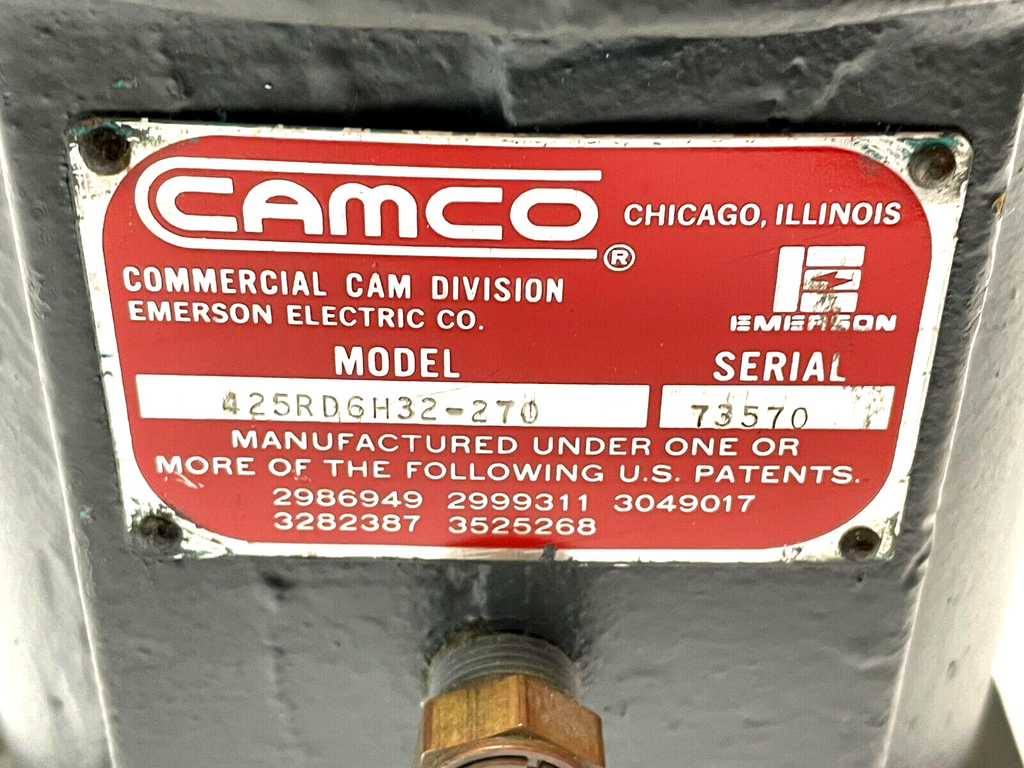 CAMCO ® CHICAGO, ILLINOIS
COMMERCIAL CAM DIVISION
EMERSON ELECTRIC CO.
EMERSON
MODEL SERIAL
425RD6H32-270 73570
MANUFACTURED UNDER ONE OR
MORE OF THE FOLLOWING U.S. PATENTS.
2986949 2999311 3049017
3282387 3525268